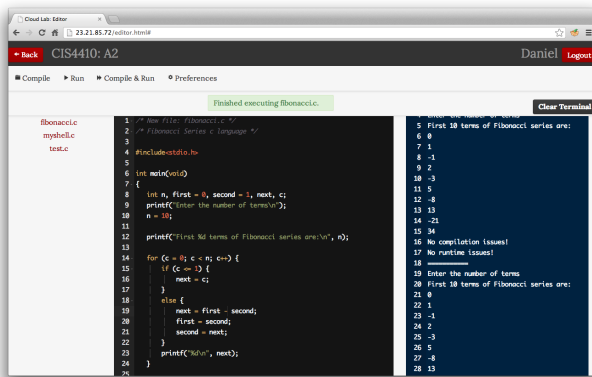 Cloud Lab: Editor
23.21.85.72/editor.html#
Back CIS4410: A2 Daniel Logout
Compile Run Compile & Run Preferences
Finished executing fibonacci.c.
Clear Terminal
fibonacci.c
myshell.c
test.c
1 /* New file: Fibonacci.c */
2 /* Fibonacci Series c language */
3
4 #include<stdio.h>
5
6 int main(void)
7 {
8 int n, first = 0, second = 1, next, c;
9 printf("Enter the number of terms\n");
10 n = 10;
11
12 printf("First %d terms of Fibonacci series are:\n", n);
13
14 for (c = 0; c < n; c++) {
15 if (c <= 1) {
16 next = c;
17 }
18 else {
19 next = first - second;
20 first = second;
21 second = next;
22 }
23 printf("%d\n", next);
24 }
25
4 Enter the number of terms
5 First 10 terms of Fibonacci series are:
6 0
7 1
8 -1
9 2
10 -3
11 5
12 -8
13 13
14 -21
15 34
16 No compilation issues!
17 No runtime issues!
18 ==========
19 Enter the number of terms
20 First 10 terms of Fibonacci series are:
21 0
22 1
23 -1
24 2
25 -3
26 5
27 -8
28 13